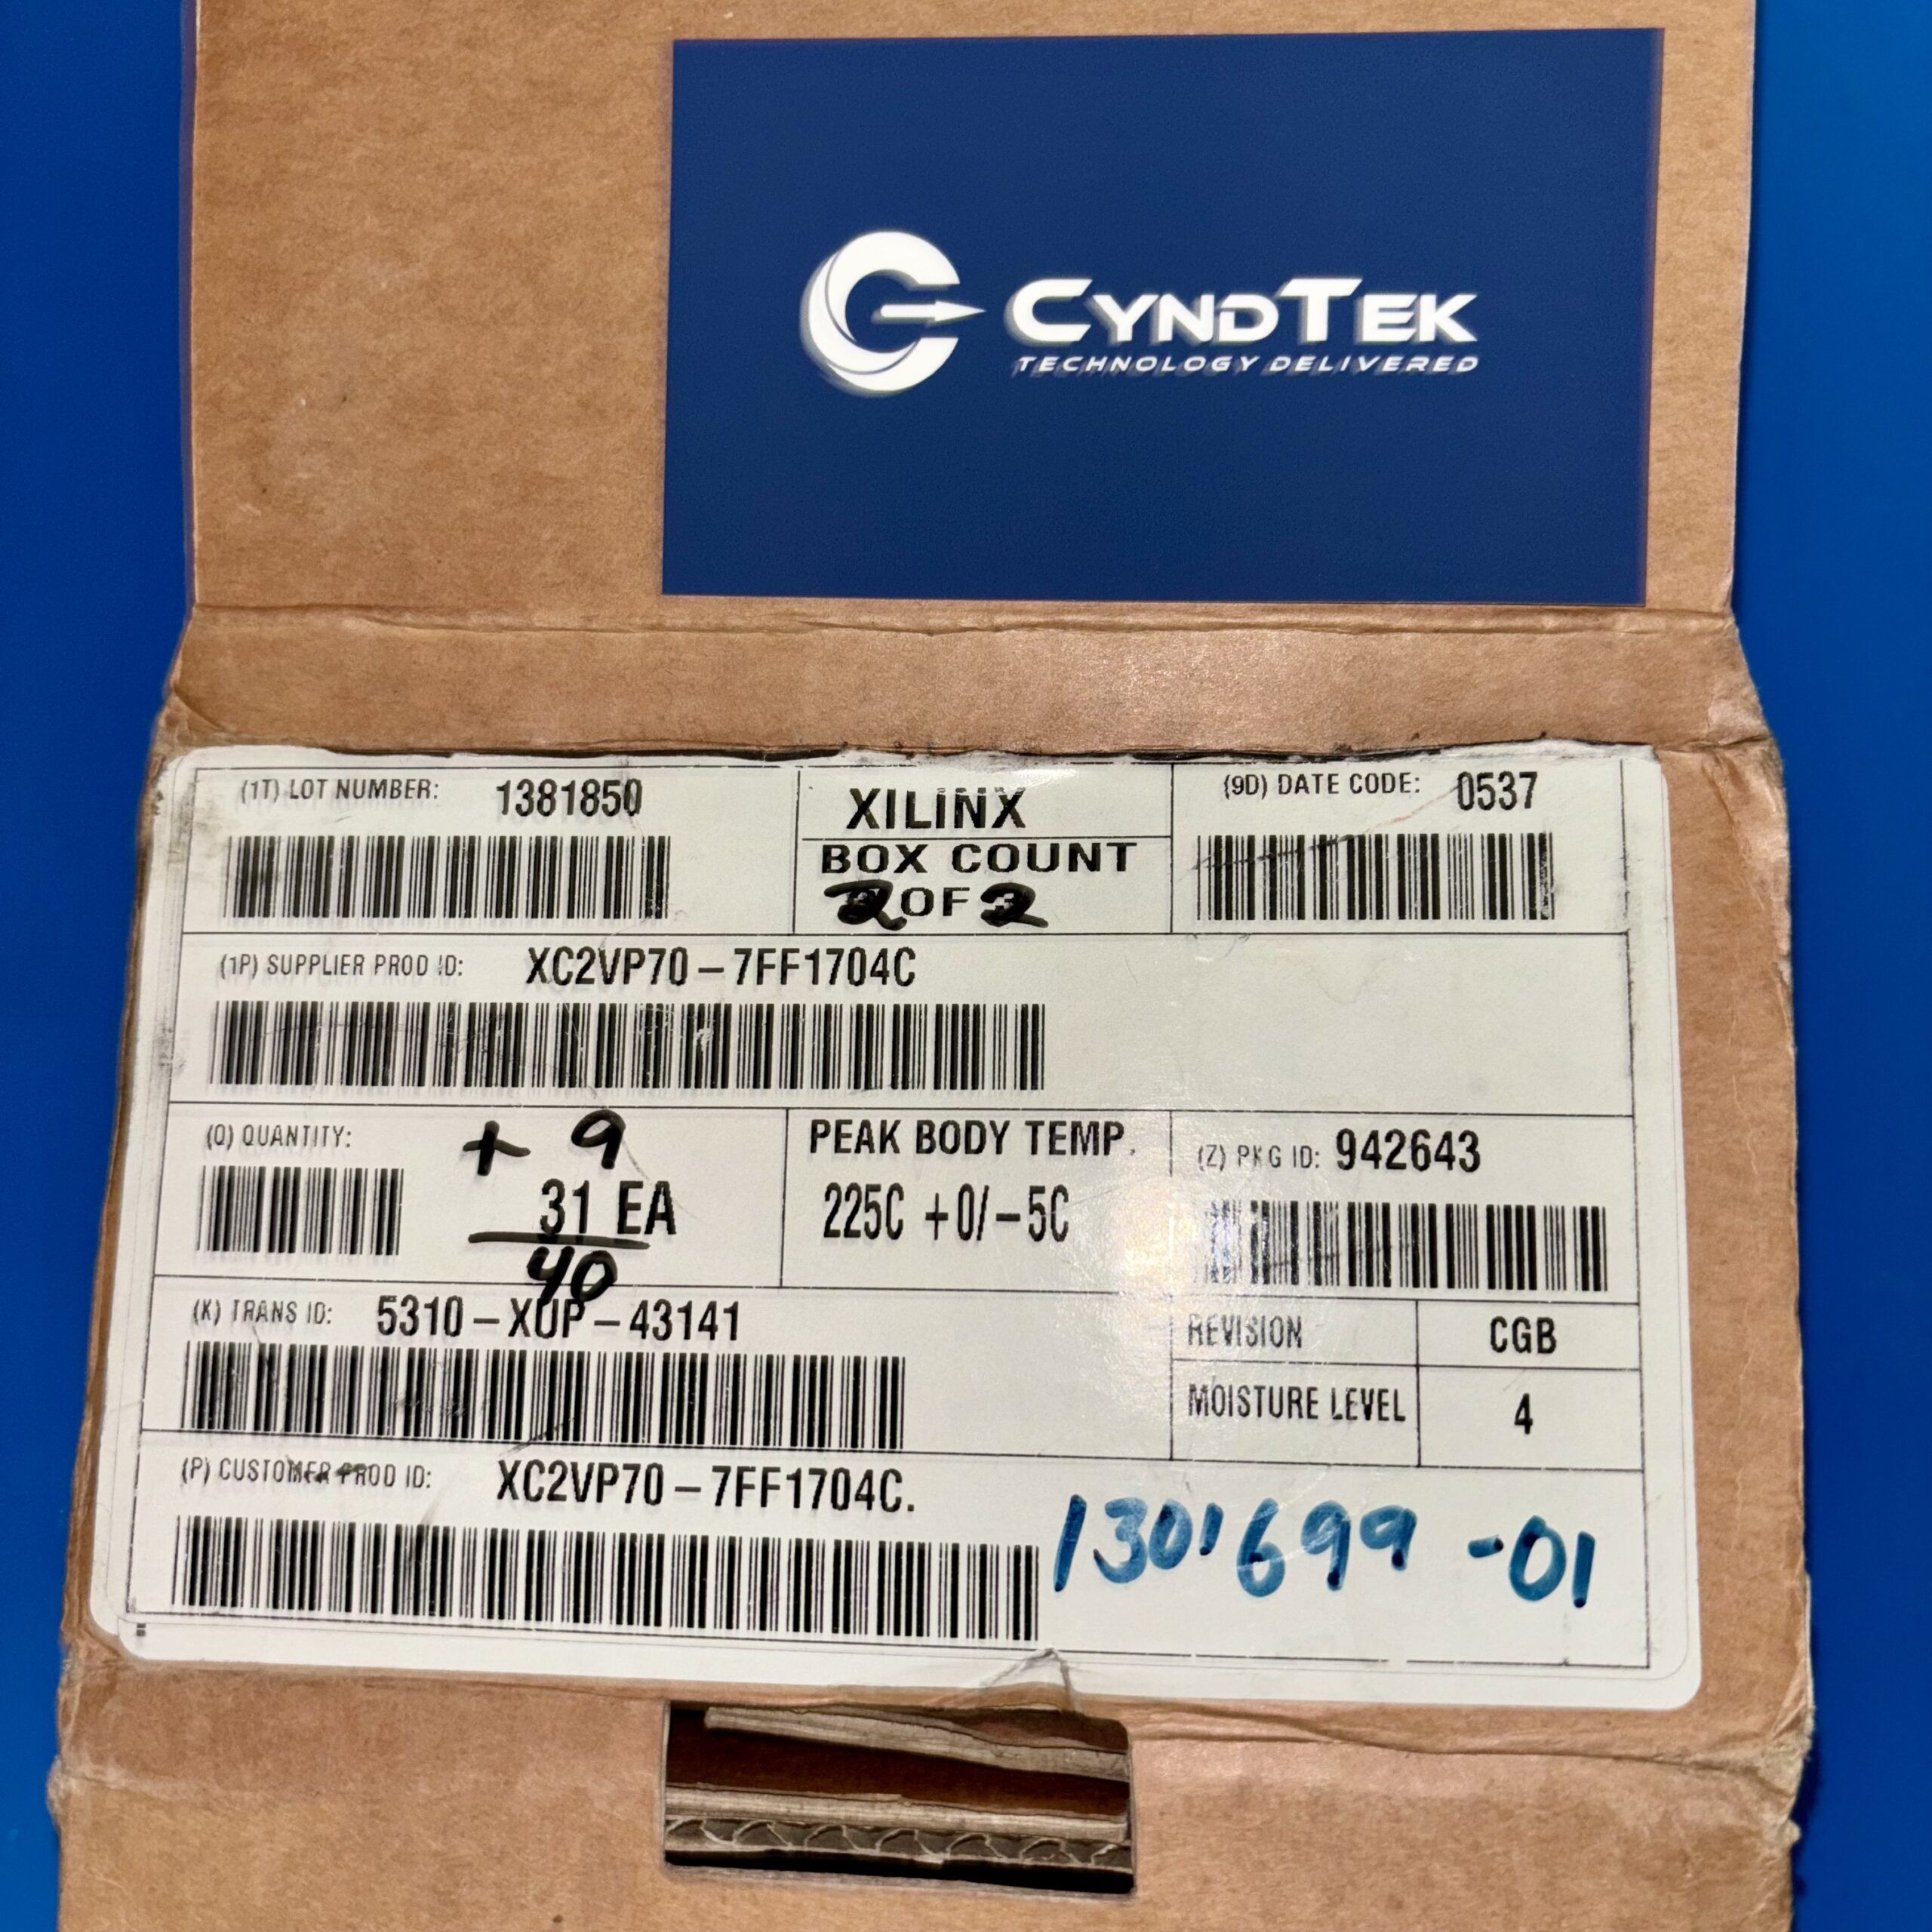 CYNDTEK
TECHNOLOGY DELIVERED
(1T) LOT NUMBER: 1381850
XILINX
BOX COUNT
2 OF 2
(9D) DATE CODE: 0537
(1P) SUPPLIER PROD ID: XC2VP70-7FF1704C
(Q) QUANTITY:
+ 9
31 EA
40
PEAK BODY TEMP.
225C +0/-5C
(Z) PKG ID: 942643
(K) TRANS ID: 5310-XUP-43141
REVISION CGB
MOISTURE LEVEL 4
(P) CUSTOMER PROD ID: XC2VP70-7FF1704C.
1301699-01